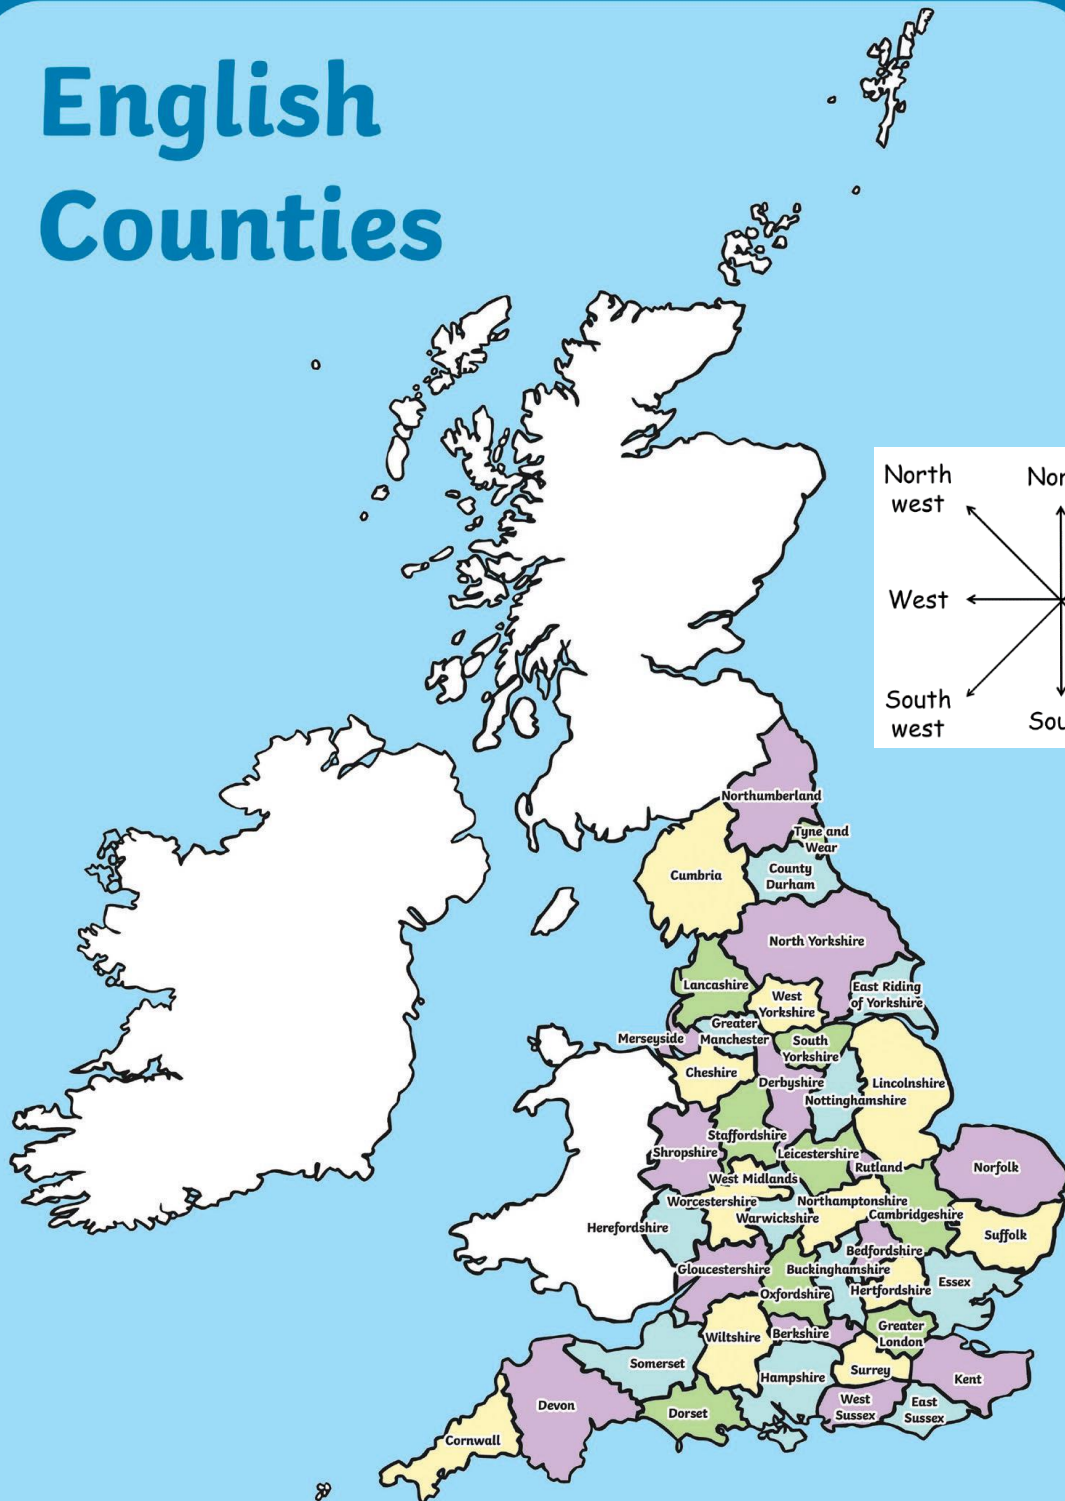 English
Counties
North
west
Nor
West
South
west
Sou
Northumberland
Tyne and
Wear
Cumbria
County
Durham
North Yorkshire
Lancashire
West
Yorkshire
East Riding
of Yorkshire
Merseyside
Greater
Manchester
South
Yorkshire
Cheshire
Derbyshire
Lincolnshire
Nottinghamshire
Staffordshire
Shropshire
Leicestershire
Rutland
Norfolk
West Midlands
Worcestershire
Northamptonshire
Herefordshire
Warwickshire
Cambridgeshire
Suffolk
Bedfordshire
Gloucestershire
Buckinghamshire
Essex
Oxfordshire
Hertfordshire
Wiltshire
Berkshire
Greater
London
Somerset
Hampshire
Surrey
Kent
Devon
Dorset
West
Sussex
East
Sussex
Cornwall